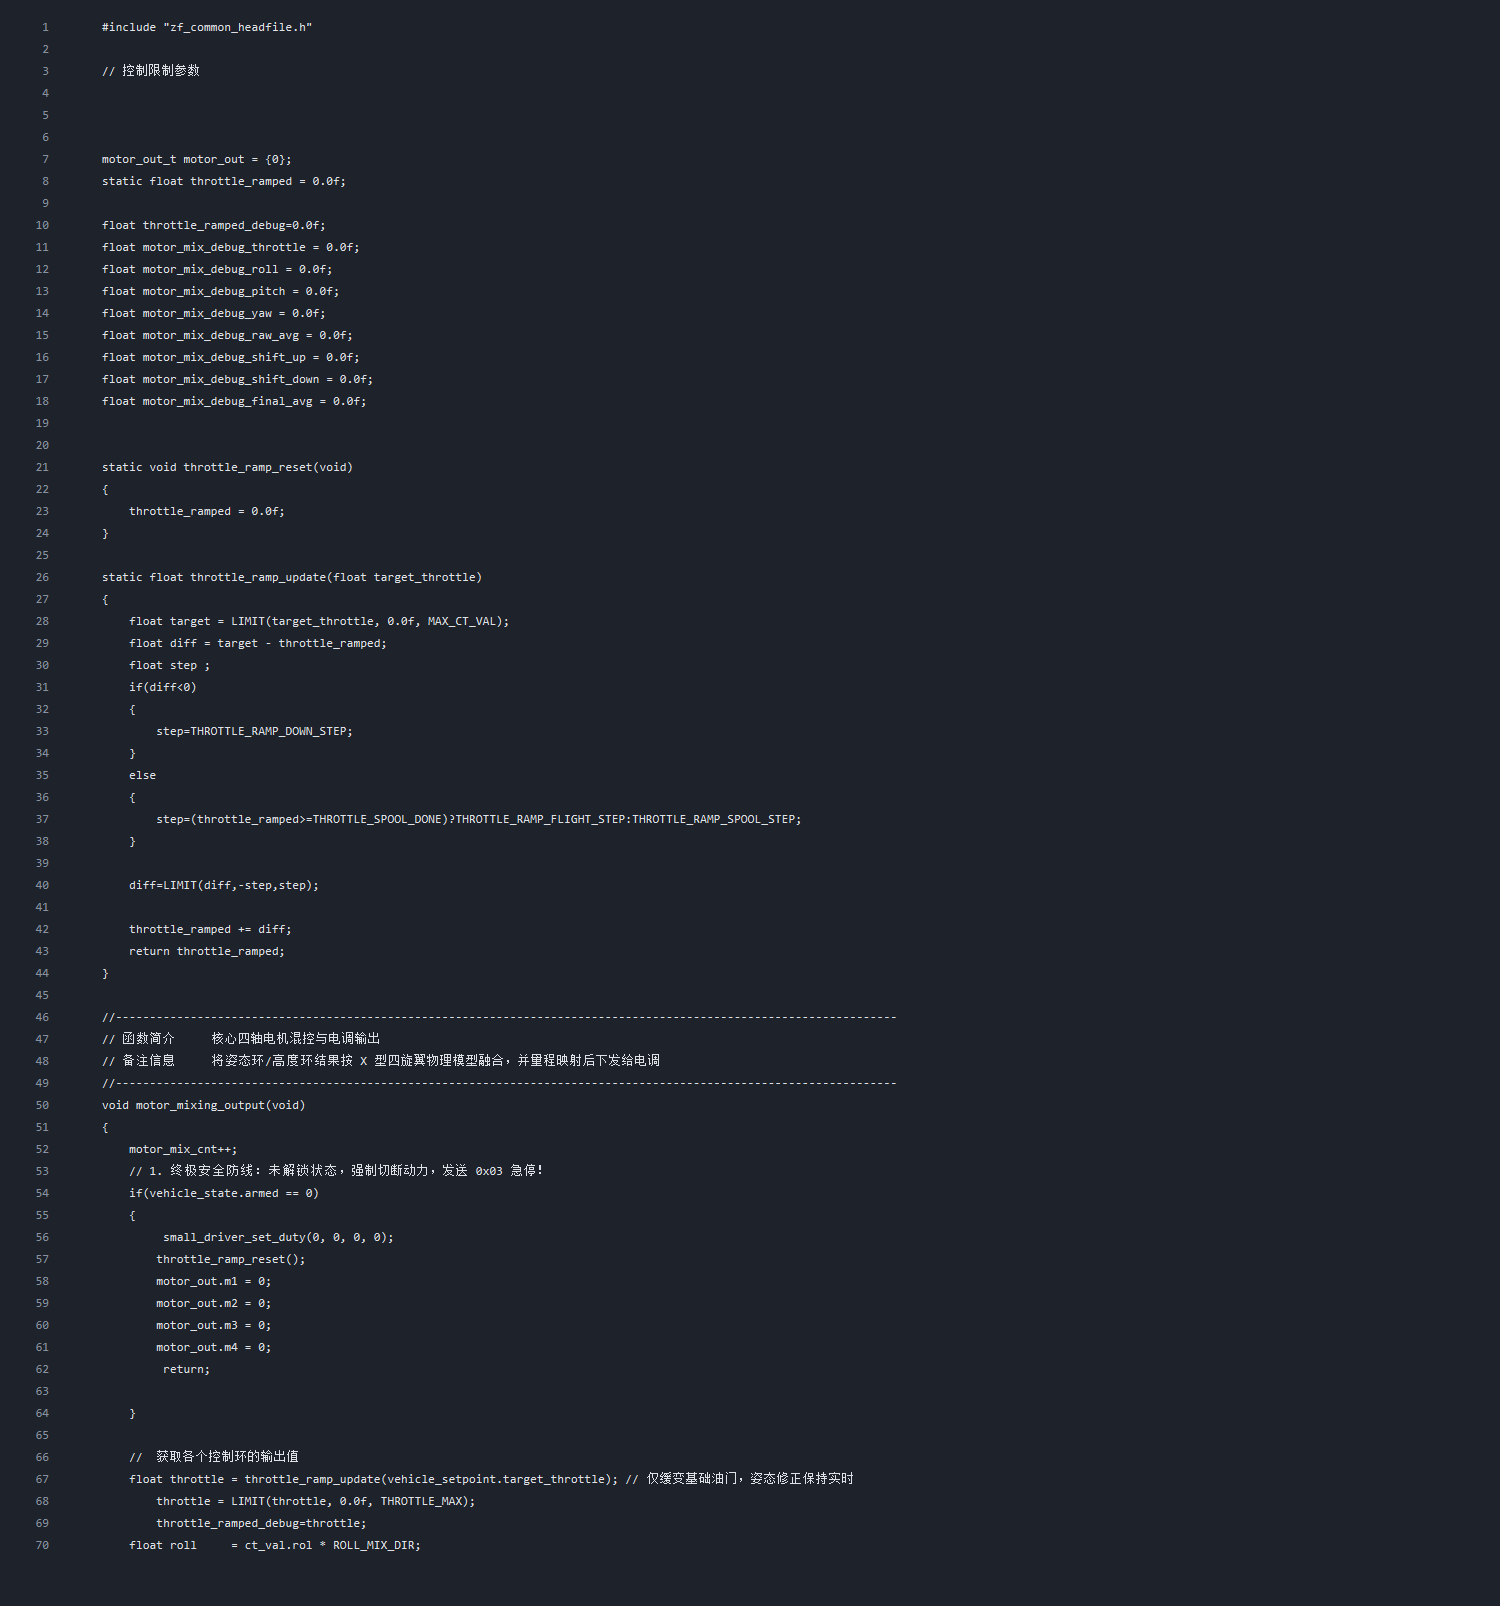 1 #include "zf_common_headfile.h"
2
3 // 控制限制参数
4
5
6
7 motor_out_t motor_out = {0};
8 static float throttle_ramped = 0.0f;
9
10 float throttle_ramped_debug=0.0f;
11 float motor_mix_debug_throttle = 0.0f;
12 float motor_mix_debug_roll = 0.0f;
13 float motor_mix_debug_pitch = 0.0f;
14 float motor_mix_debug_yaw = 0.0f;
15 float motor_mix_debug_raw_avg = 0.0f;
16 float motor_mix_debug_shift_up = 0.0f;
17 float motor_mix_debug_shift_down = 0.0f;
18 float motor_mix_debug_final_avg = 0.0f;
19
20
21 static void throttle_ramp_reset(void)
22 {
23     throttle_ramped = 0.0f;
24 }
25
26 static float throttle_ramp_update(float target_throttle)
27 {
28     float target = LIMIT(target_throttle, 0.0f, MAX_CT_VAL);
29     float diff = target - throttle_ramped;
30     float step ;
31     if(diff<0)
32     {
33         step=THROTTLE_RAMP_DOWN_STEP;
34     }
35     else
36     {
37         step=(throttle_ramped>=THROTTLE_SPOOL_DONE)?THROTTLE_RAMP_FLIGHT_STEP:THROTTLE_RAMP_SPOOL_STEP;
38     }
39
40     diff=LIMIT(diff,-step,step);
41
42     throttle_ramped += diff;
43     return throttle_ramped;
44 }
45
46 //-------------------------------------------------------------------------------------------------------------------
47 // 函数简介     核心四轴电机混控与电调输出
48 // 备注信息     将姿态环/高度环结果按 X 型四旋翼物理模型融合，并量程映射后下发给电调
49 //-------------------------------------------------------------------------------------------------------------------
50 void motor_mixing_output(void)
51 {
52     motor_mix_cnt++;
53     // 1. 终极安全防线：未解锁状态，强制切断动力，发送 0x03 急停！
54     if(vehicle_state.armed == 0)
55     {
56          small_driver_set_duty(0, 0, 0, 0);
57         throttle_ramp_reset();
58         motor_out.m1 = 0;
59         motor_out.m2 = 0;
60         motor_out.m3 = 0;
61         motor_out.m4 = 0;
62          return;
63
64     }
65
66     //  获取各个控制环的输出值
67     float throttle = throttle_ramp_update(vehicle_setpoint.target_throttle); // 仅缓变基础油门，姿态修正保持实时
68         throttle = LIMIT(throttle, 0.0f, THROTTLE_MAX);
69         throttle_ramped_debug=throttle;
70     float roll     = ct_val.rol * ROLL_MIX_DIR;